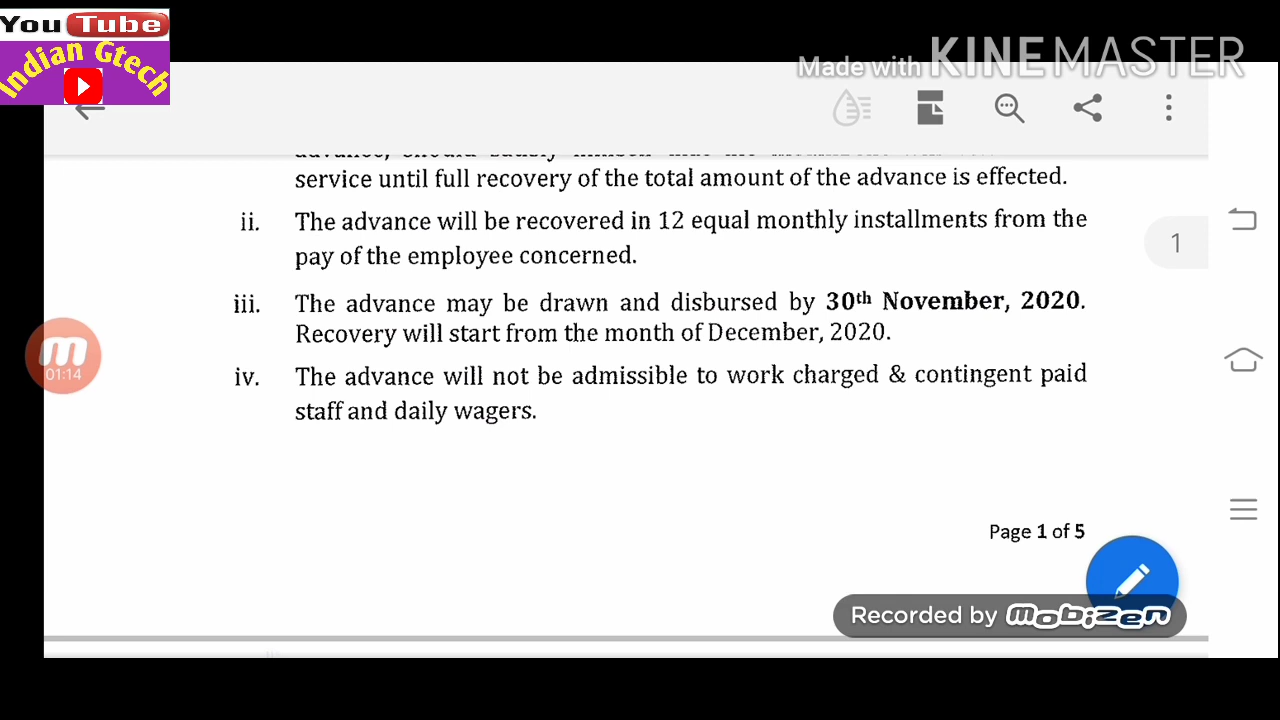 You Tube
Indian Gtech
Made with KINEMASTER
service until full recovery of the total amount of the advance is effected.
1
ii. The advance will be recovered in 12 equal monthly installments from the
pay of the employee concerned.
iii. The advance may be drawn and disbursed by 30th November, 2020.
Recovery will start from the month of December, 2020.
01:14
iv. The advance will not be admissible to work charged & contingent paid
staff and daily wagers.
Page 1 of 5
Recorded by mobizen